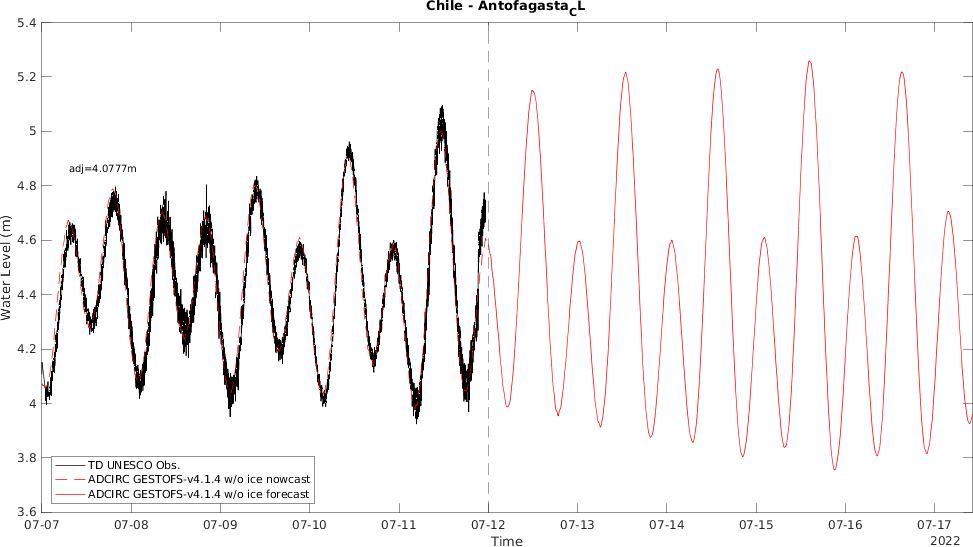 Chile - Antofagasta_CL
5.4
5.2
5
4.8
4.6
4.4
4.2
4
3.8
3.6
Water Level (m)
adj=4.0777m
TD UNESCO Obs.
ADCIRC GESTOFS-v4.1.4 w/o ice nowcast
ADCIRC GESTOFS-v4.1.4 w/o ice forecast
07-07 07-08 07-09 07-10 07-11 07-12 07-13 07-14 07-15 07-16 07-17
Time
2022